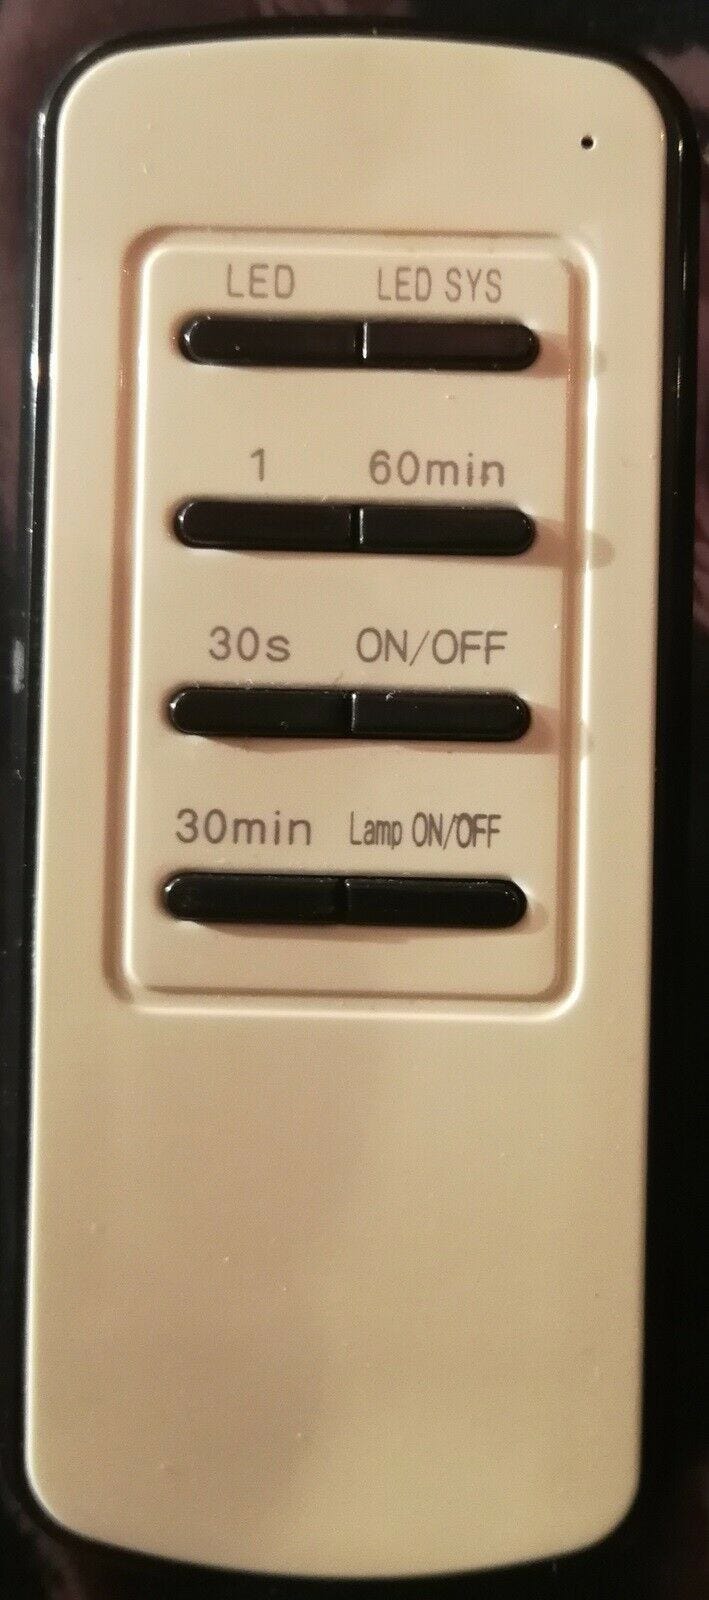 LED LED SYS
1 60min
30s ON/OFF
30min Lamp ON/OFF